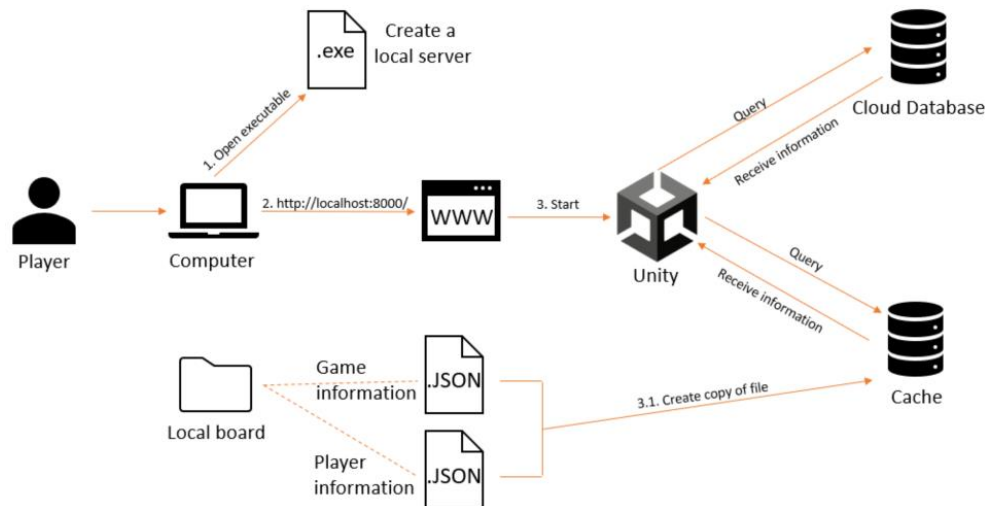 .exe
Create a
local server
1. Open executable
Player
Computer
2. http://localhost:8000/
WWW
3. Start
Unity
Query
Receive information
Cloud Database
Query
Receive information
Cache
Local board
Game
information
.JSON
Player
information
.JSON
3.1. Create copy of file